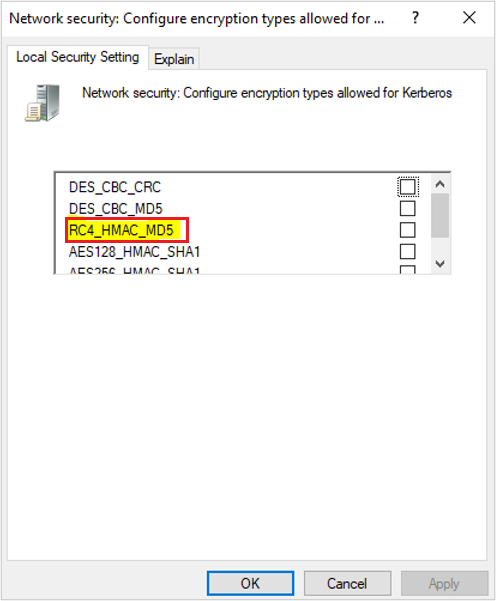 Network security: Configure encryption types allowed for ...
?
Local Security Setting
Explain
Network security: Configure encryption types allowed for Kerberos
DES_CBC_CRC
DES_CBC_MD5
RC4_HMAC_MD5
AES128_HMAC_SHA1
AES256_HMAC_SHA1
OK
Cancel
Apply